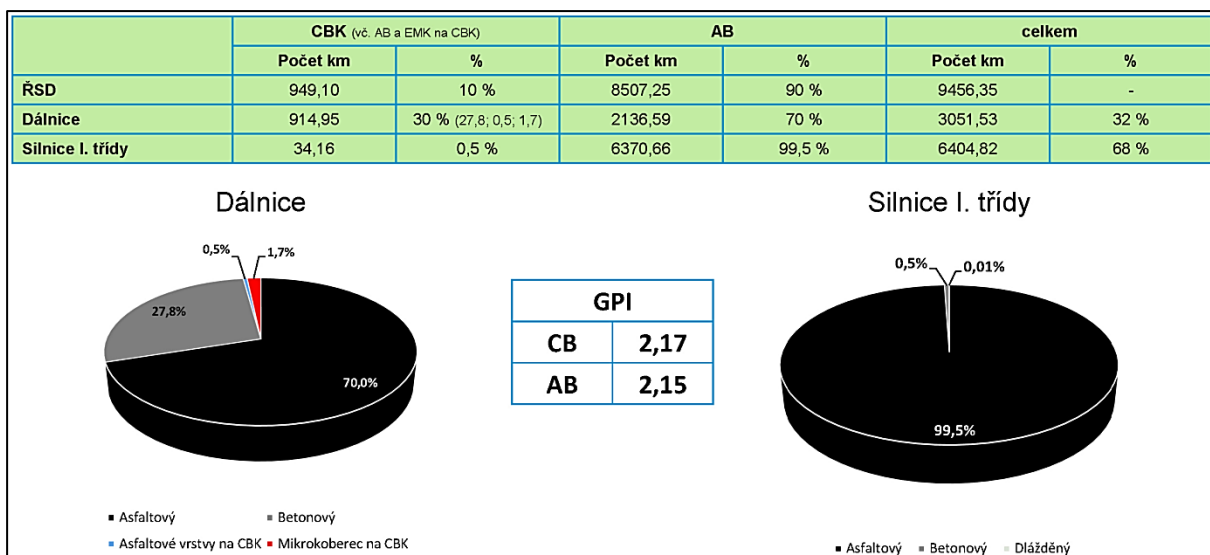 CBK (vč. AB a EMK na CBK) AB celkem
Počet km % Počet km % Počet km %
ŘSD 949,10 10 % 8507,25 90 % 9456,35 -
Dálnice 914,95 30 % (27,8; 0,5; 1,7) 2136,59 70 % 3051,53 32 %
Silnice I. třídy 34,16 0,5 % 6370,66 99,5 % 6404,82 68 %
Dálnice
0,5% 1,7%
27,8%
70,0%
Asfaltový Betonový
Asfaltové vrstvy na CBK Mikrokoberec na CBK
GPI
CB 2,17
AB 2,15
Silnice I. třídy
0,5% 0,01%
99,5%
Asfaltový Betonový Dlážděný